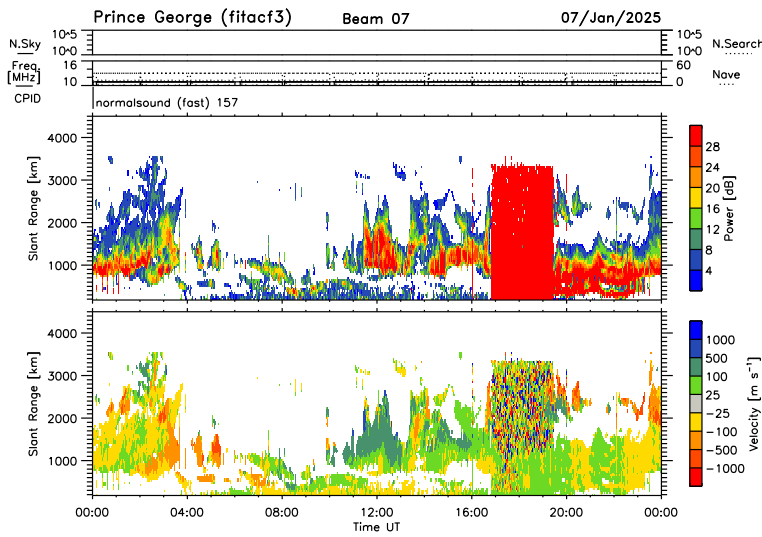 Prince George (fitacf3) Beam 07 07/Jan/2025
N.Sky 10^5 10^0 10^5 10^0 N.Search
Freq. [MHz] 16 10 60 0 Nave
CPID normalsound (fast) 157
Slant Range [km] 4000 3000 2000 1000
Power [dB] 28 24 20 16 12 8 4
Slant Range [km] 4000 3000 2000 1000
Velocity [m s⁻¹] 1000 500 100 25 -25 -100 -500 -1000
00:00 04:00 08:00 12:00 16:00 20:00 00:00
Time UT